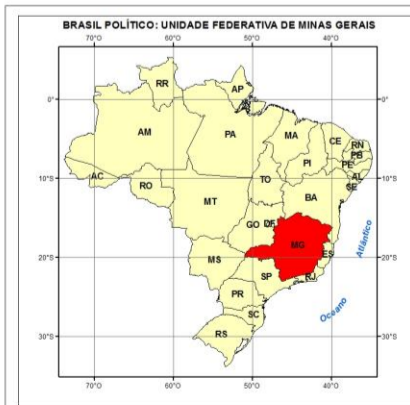 BRASIL POLÍTICO: UNIDADE FEDERATIVA DE MINAS GERAIS
70°O 60°O 50°O 40°O
0° 0°
10°S 10°S
20°S 20°S
30°S 30°S
RR
AP
AM
PA
MA
CE
RN
PB
PE
AL
SE
PI
AC
RO
TO
BA
MT
GO
DF
MG
ES
MS
SP
RJ
PR
SC
RS
Oceano
Atlântico
70°O 60°O 50°O 40°O